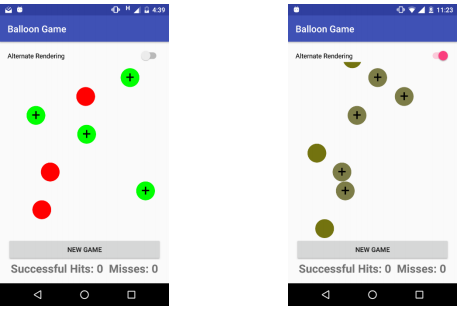 4:39
Balloon Game
Alternate Rendering
+
+
+
+
NEW GAME
Successful Hits: 0 Misses: 0
11:23
Balloon Game
Alternate Rendering
+
+
+
+
+
NEW GAME
Successful Hits: 0 Misses: 0